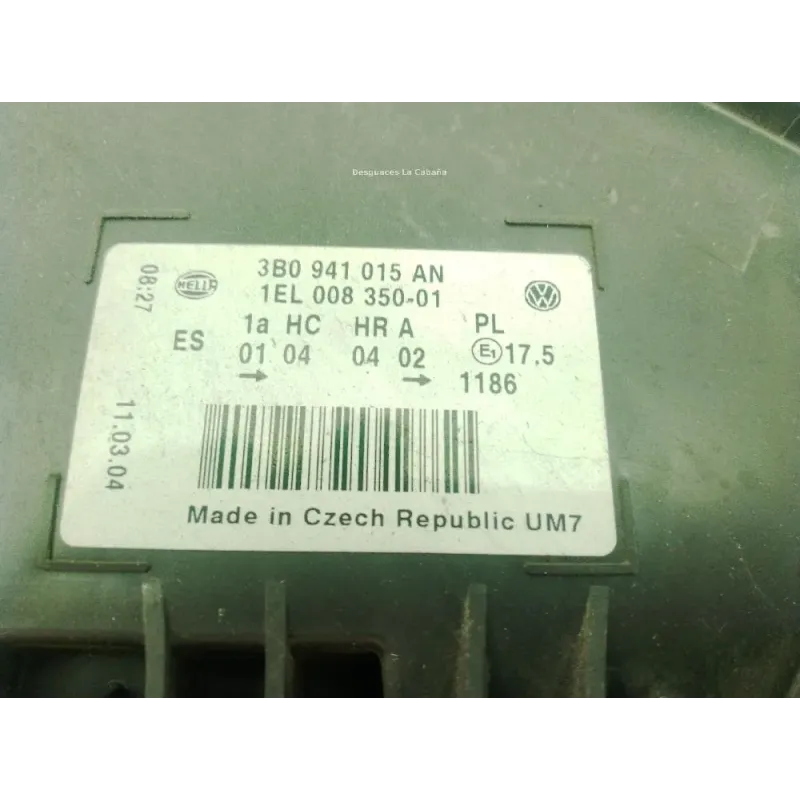 Desguaces La Cabaña
08:27
HELLA
3B0 941 015 AN
1EL 008 350-01
ES
1a HC HR A PL
01 04 04 02 E1 17.5
→ → 1186
11.03.04
Made in Czech Republic UM7